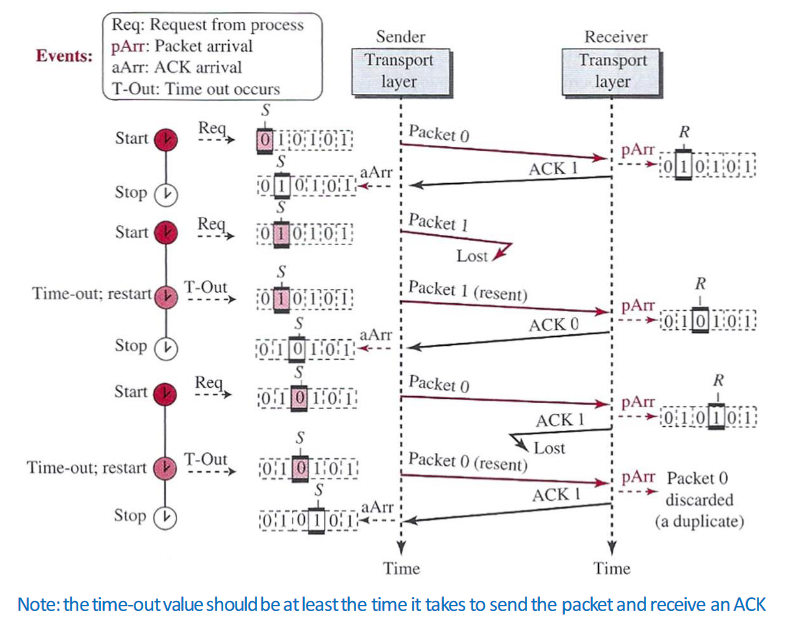 Events:
Req: Request from process
pArr: Packet arrival
aArr: ACK arrival
T-Out: Time out occurs
Sender
Transport
layer
Receiver
Transport
layer
Start
Req
S
0 1 0 1 0 1
Packet 0
pArr
R
0 1 0 1 0 1
Stop
S
0 1 0 1 0 1
aArr
ACK 1
Start
Req
S
0 1 0 1 0 1
Packet 1
Lost
Time-out; restart
T-Out
S
0 1 0 1 0 1
Packet 1 (resent)
pArr
R
0 1 0 1 0 1
Stop
S
0 1 0 1 0 1
aArr
ACK 0
Start
Req
S
0 1 0 1 0 1
Packet 0
pArr
R
0 1 0 1 0 1
ACK 1
Lost
Time-out; restart
T-Out
S
0 1 0 1 0 1
Packet 0 (resent)
pArr
Packet 0
discarded
(a duplicate)
Stop
S
0 1 0 1 0 1
aArr
ACK 1
Time
Time
Note: the time-out value should be at least the time it takes to send the packet and receive an ACK